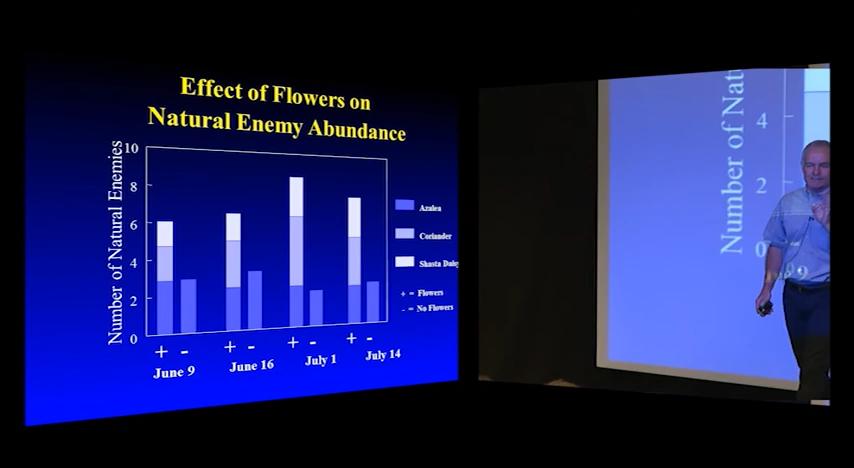 Effect of Flowers on
Natural Enemy Abundance
Number of Natural Enemies
10
8
6
4
2
0
+ - + - + - + -
June 9 June 16 July 1 July 14
Azalea
Coriander
Shasta Daisy
+ = Flowers
- = No Flowers
Number of Nat
4
2
0